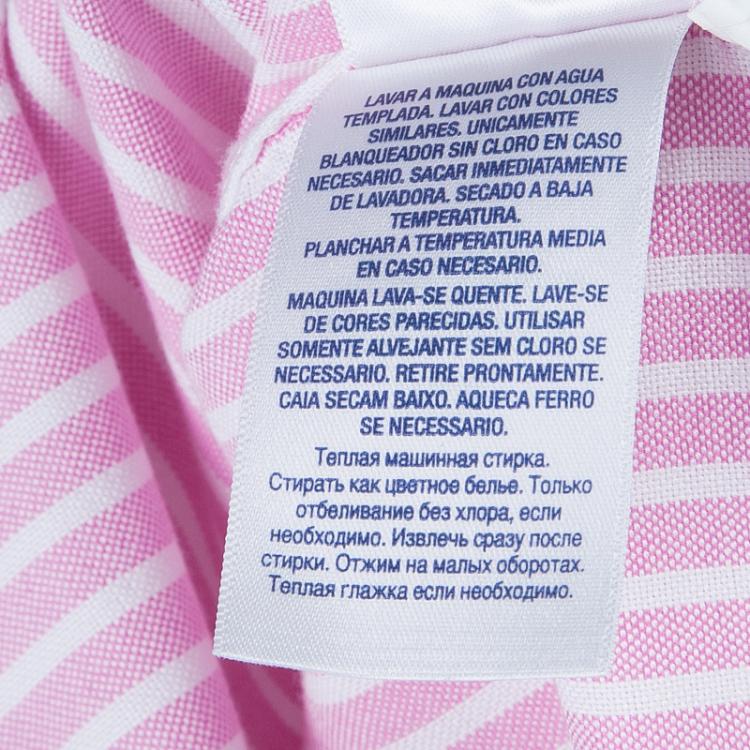 LAVAR A MAQUINA CON AGUA
TEMPLADA. LAVAR CON COLORES
SIMILARES. UNICAMENTE
BLANQUEADOR SIN CLORO EN CASO
NECESARIO. SACAR INMEDIATAMENTE
DE LAVADORA. SECADO A BAJA
TEMPERATURA.
PLANCHAR A TEMPERATURA MEDIA
EN CASO NECESARIO.
MAQUINA LAVA-SE QUENTE. LAVE-SE
DE CORES PARECIDAS. UTILISAR
SOMENTE ALVEJANTE SEM CLORO SE
NECESSARIO. RETIRE PRONTAMENTE.
CAIA SECAM BAIXO. AQUECA FERRO
SE NECESSARIO.
Теплая машинная стирка.
Стирать как цветное белье. Только
отбеливание без хлора, если
необходимо. Извлечь сразу после
стирки. Отжим на малых оборотах.
Теплая глажка если необходимо.